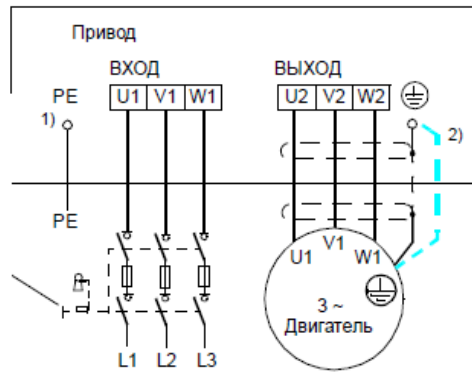 Привод
ВХОД ВЫХОД
PE U1 V1 W1 U2 V2 W2
1) 2)
PE
U1 V1 W1
3 ~
Двигатель
L1 L2 L3